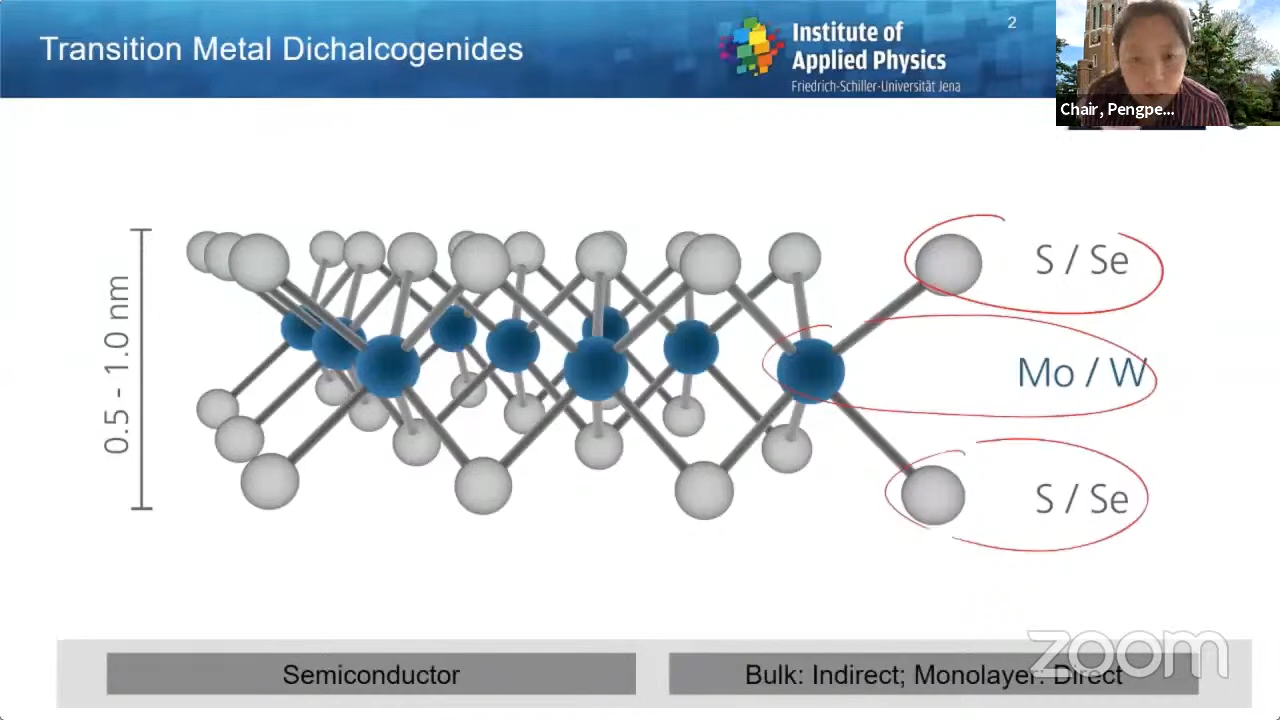 Transition Metal Dichalcogenides
Institute of
Applied Physics
Friedrich-Schiller-Universität Jena
2
Chair, Pengpe...
0.5 - 1.0 nm
S / Se
Mo / W
S / Se
Semiconductor
Bulk: Indirect; Monolayer: Direct
zoom